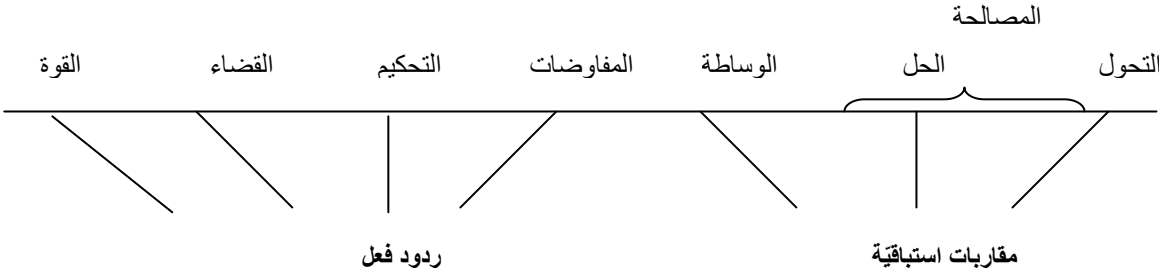 المصالحة
التحول الحل الوساطة المفاوضات التحكيم القضاء القوة
مقاربات استباقيّة ردود فعل